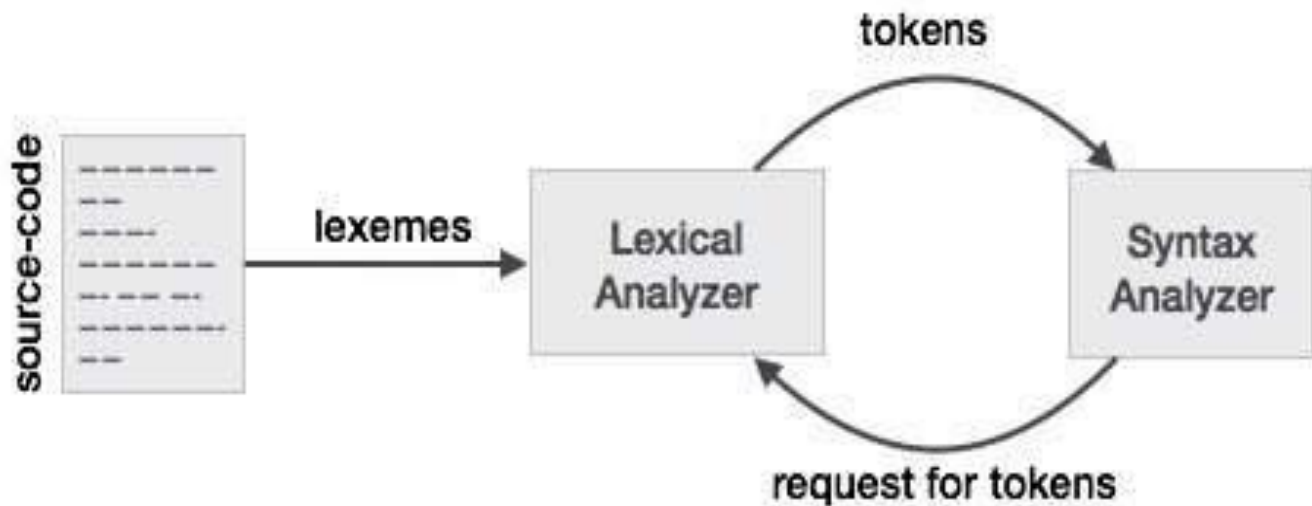 tokens
source-code
lexemes
Lexical
Analyzer
Syntax
Analyzer
request for tokens